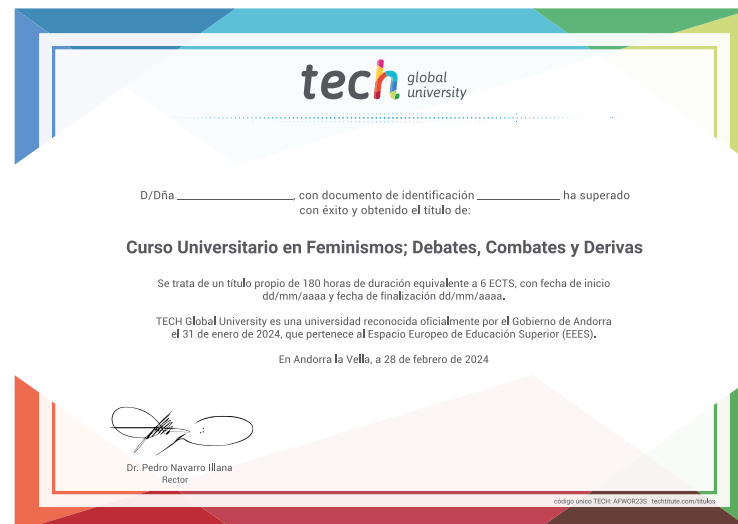 tech global university
D/Dña ____________, con documento de identificación ____________ ha superado
con éxito y obtenido el título de:
Curso Universitario en Feminismos; Debates, Combates y Derivas
Se trata de un título propio de 180 horas de duración equivalente a 6 ECTS, con fecha de inicio
dd/mm/aaaa y fecha de finalización dd/mm/aaaa.
TECH Global University es una universidad reconocida oficialmente por el Gobierno de Andorra
el 31 de enero de 2024, que pertenece al Espacio Europeo de Educación Superior (EEES).
En Andorra la Vella, a 28 de febrero de 2024
Dr. Pedro Navarro Illana
Rector
código único TECH: AFWOR23S techtitute.com/titulos